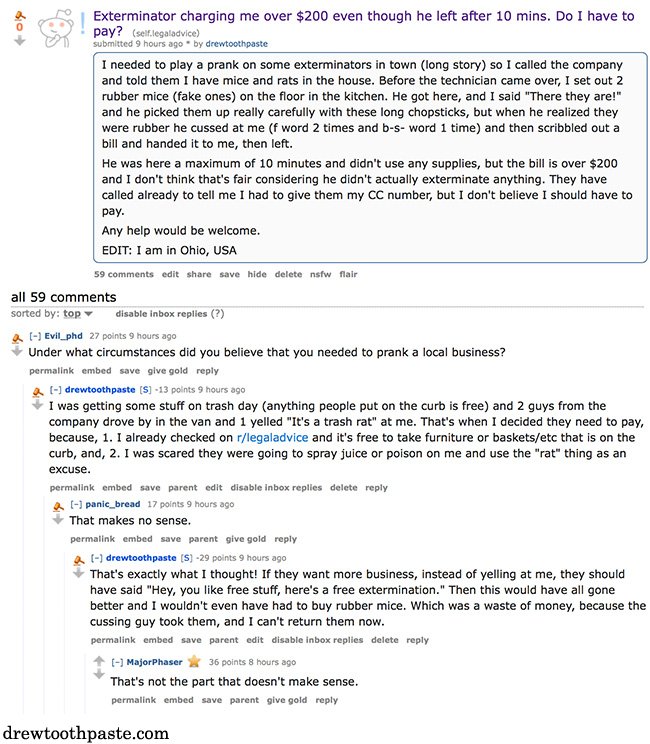 Exterminator charging me over $200 even though he left after 10 mins. Do I have to
pay? (self.legaladvice)
0
submitted 9 hours ago * by drewtoothpaste
I needed to play a prank on some exterminators in town (long story) so I called the company
and told them I have mice and rats in the house. Before the technician came over, I set out 2
rubber mice (fake ones) on the floor in the kitchen. He got here, and I said "There they are!"
and he picked them up really carefully with these long chopsticks, but when he realized they
were rubber he cussed at me (f word 2 times and b-s- word 1 time) and then scribbled out a
bill and handed it to me, then left.
He was here a maximum of 10 minutes and didn't use any supplies, but the bill is over $200
and I don't think that's fair considering he didn't actually exterminate anything. They have
called already to tell me I had to give them my CC number, but I don't believe I should have to
pay.
Any help would be welcome.
EDIT: I am in Ohio, USA
59 comments edit share save hide delete nsfw flair
all 59 comments
sorted by: top disable inbox replies (?)
[-] Evil_phd 27 points 9 hours ago
Under what circumstances did you believe that you needed to prank a local business?
permalink embed save give gold reply
[-] drewtoothpaste [S] -13 points 9 hours ago
I was getting some stuff on trash day (anything people put on the curb is free) and 2 guys from the
company drove by in the van and 1 yelled "It's a trash rat" at me. That's when I decided they need to pay,
because, 1. I already checked on r/legaladvice and it's free to take furniture or baskets/etc that is on the
curb, and, 2. I was scared they were going to spray juice or poison on me and use the "rat" thing as an
excuse.
permalink embed save parent edit disable inbox replies delete reply
[-] panic_bread 17 points 9 hours ago
That makes no sense.
permalink embed save parent give gold reply
[-] drewtoothpaste [S] -29 points 9 hours ago
That's exactly what I thought! If they want more business, instead of yelling at me, they should
have said "Hey, you like free stuff, here's a free extermination." Then this would have all gone
better and I wouldn't even have had to buy rubber mice. Which was a waste of money, because the
cussing guy took them, and I can't return them now.
permalink embed save parent edit disable inbox replies delete reply
[-] MajorPhaser 36 points 8 hours ago
That's not the part that doesn't make sense.
permalink embed save parent give gold reply
drewtoothpaste.com